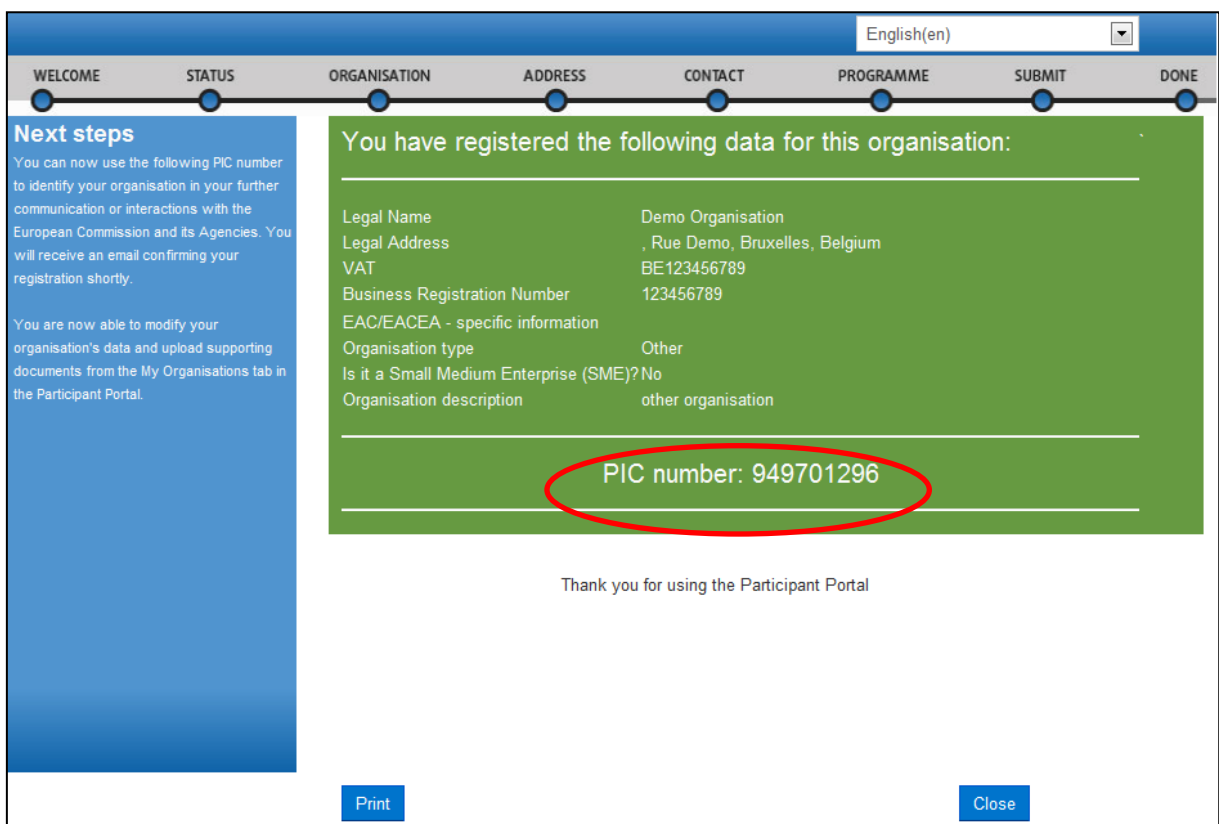 English(en)
WELCOME STATUS ORGANISATION ADDRESS CONTACT PROGRAMME SUBMIT DONE
Next steps
You can now use the following PIC number
to identify your organisation in your further
communication or interactions with the
European Commission and its Agencies. You
will receive an email confirming your
registration shortly.
You are now able to modify your
organisation's data and upload supporting
documents from the My Organisations tab in
the Participant Portal.
You have registered the following data for this organisation: `
Legal Name Demo Organisation
Legal Address , Rue Demo, Bruxelles, Belgium
VAT BE123456789
Business Registration Number 123456789
EAC/EACEA - specific information
Organisation type Other
Is it a Small Medium Enterprise (SME)? No
Organisation description other organisation
PIC number: 949701296
Thank you for using the Participant Portal
Print Close